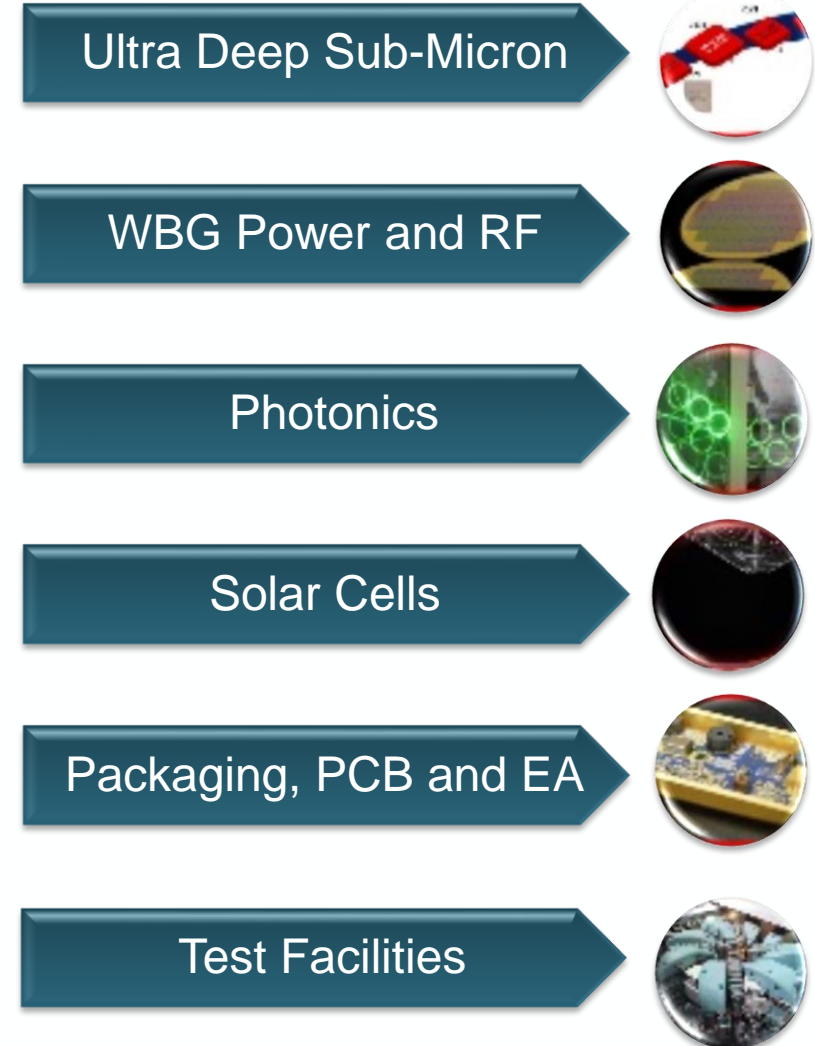 Ultra Deep Sub-Micron
WBG Power and RF
Photonics
Solar Cells
Packaging, PCB and EA
Test Facilities